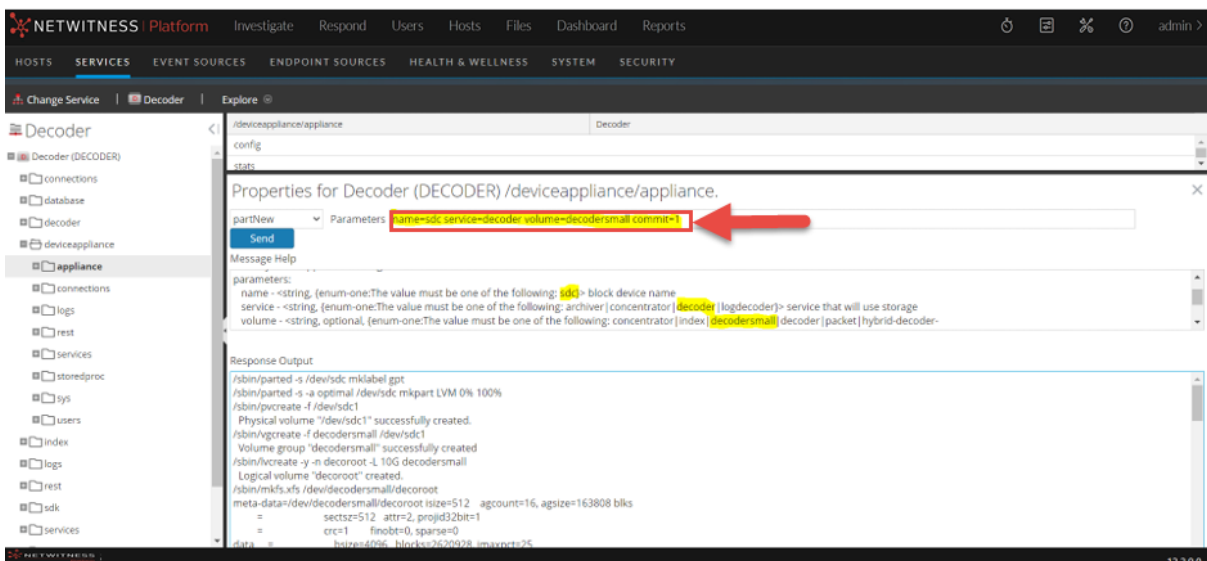 NETWITNESS | Platform Investigate Respond Users Hosts Files Dashboard Reports admin >
HOSTS SERVICES EVENT SOURCES ENDPOINT SOURCES HEALTH & WELLNESS SYSTEM SECURITY
Change Service | Decoder | Explore
Decoder
Decoder (DECODER)
connections
database
decoder
deviceappliance
appliance
connections
logs
rest
services
storedproc
sys
users
index
logs
rest
sdk
services
/deviceappliance/appliance Decoder
config
stats
Properties for Decoder (DECODER) /deviceappliance/appliance.
partNew Parameters name=sdc service=decoder volume=decodersmall commit=1
Send
Message Help
parameters:
name - <string, {enum-one:The value must be one of the following: sdc}> block device name
service - <string, {enum-one:The value must be one of the following: archiver|concentrator|decoder|logdecoder}> service that will use storage
volume - <string, optional, {enum-one:The value must be one of the following: concentrator|index|decodersmall|decoder|packet|hybrid-decoder-
Response Output
/sbin/parted -s /dev/sdc mklabel gpt
/sbin/parted -s -a optimal /dev/sdc mkpart LVM 0% 100%
/sbin/pvcreate -f /dev/sdc1
Physical volume "/dev/sdc1" successfully created.
/sbin/vgcreate -f decodersmall /dev/sdc1
Volume group "decodersmall" successfully created
/sbin/lvcreate -y -n decoroot -L 10G decodersmall
Logical volume "decoroot" created.
/sbin/mkfs.xfs /dev/decodersmall/decoroot
meta-data=/dev/decodersmall/decoroot isize=512 agcount=16, agsize=163808 blks
= sectsz=512 attr=2, projid32bit=1
= crc=1 finobt=0, sparse=0
data = bsize=4096 blocks=2620928, imaxpct=25
NETWITNESS